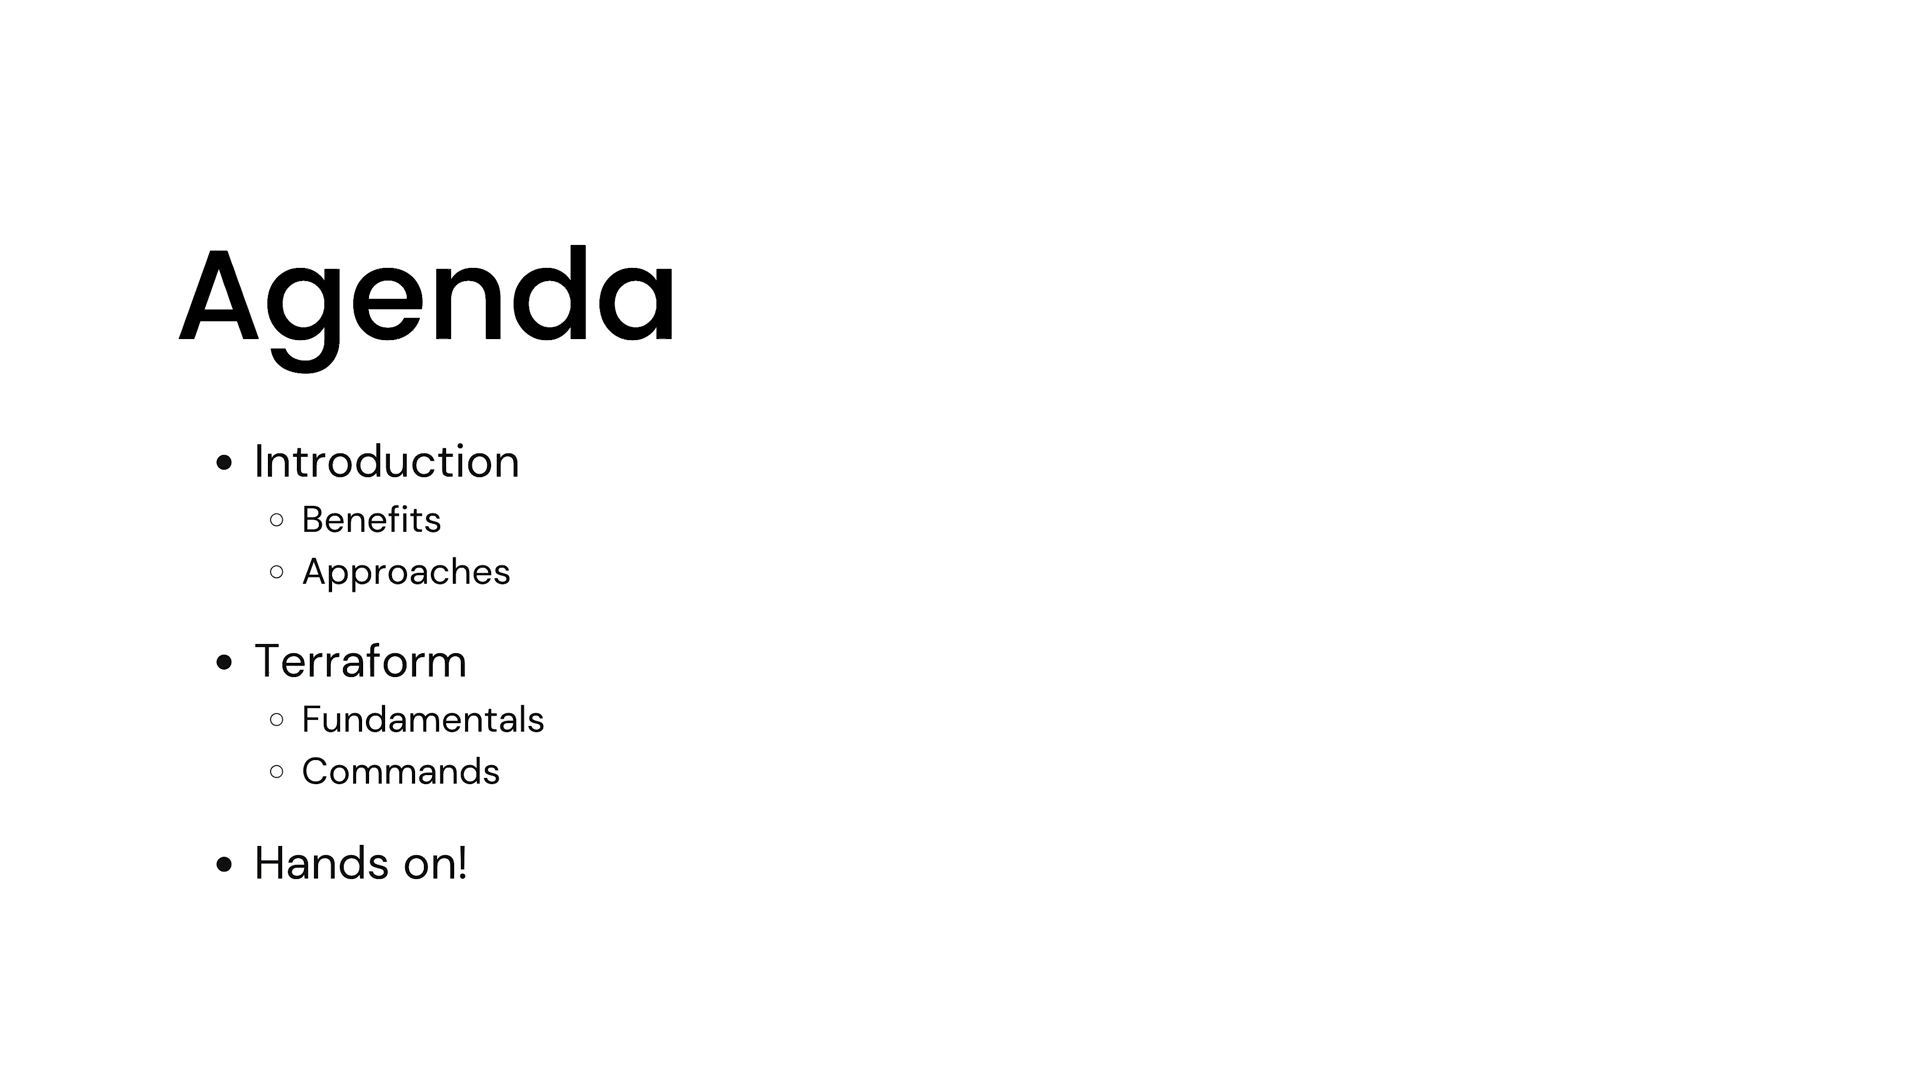 Agenda
Introduction
Benefits
Approaches
Terraform
Fundamentals
Commands
Hands on!